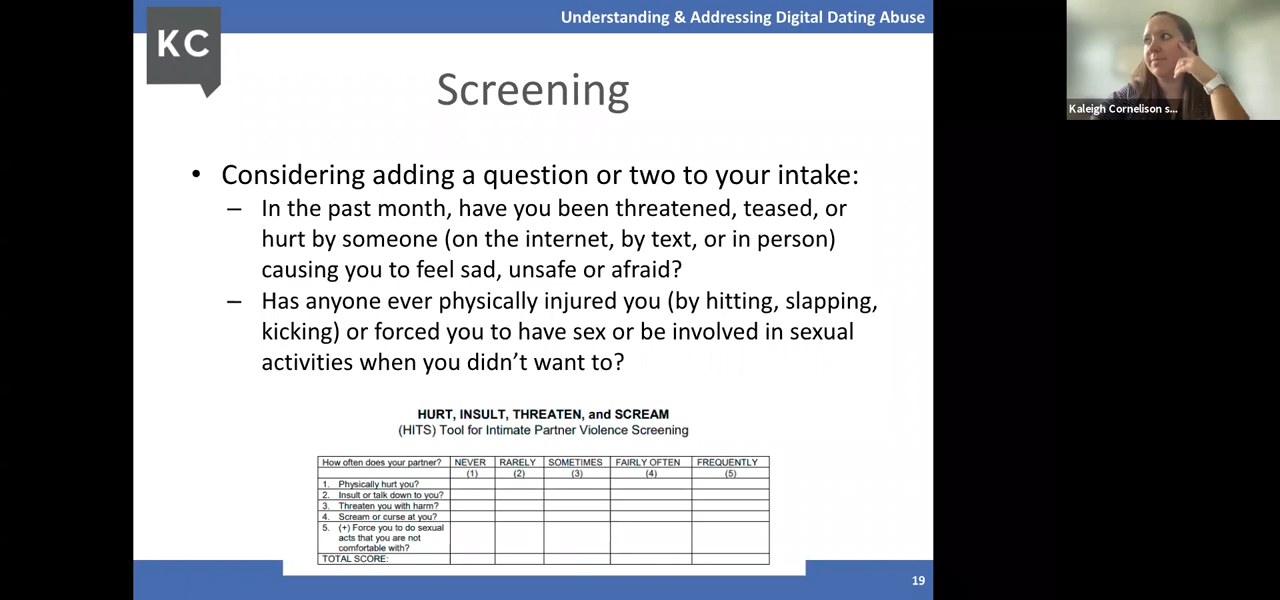 Understanding & Addressing Digital Dating Abuse
KC
Kaleigh Cornelison s...
Screening
• Considering adding a question or two to your intake:
– In the past month, have you been threatened, teased, or
hurt by someone (on the internet, by text, or in person)
causing you to feel sad, unsafe or afraid?
– Has anyone ever physically injured you (by hitting, slapping,
kicking) or forced you to have sex or be involved in sexual
activities when you didn’t want to?
HURT, INSULT, THREATEN, and SCREAM
(HITS) Tool for Intimate Partner Violence Screening
How often does your partner? NEVER RARELY SOMETIMES FAIRLY OFTEN FREQUENTLY
(1) (2) (3) (4) (5)
1. Physically hurt you?
2. Insult or talk down to you?
3. Threaten you with harm?
4. Scream or curse at you?
5. (+) Force you to do sexual
acts that you are not
comfortable with?
TOTAL SCORE:
19